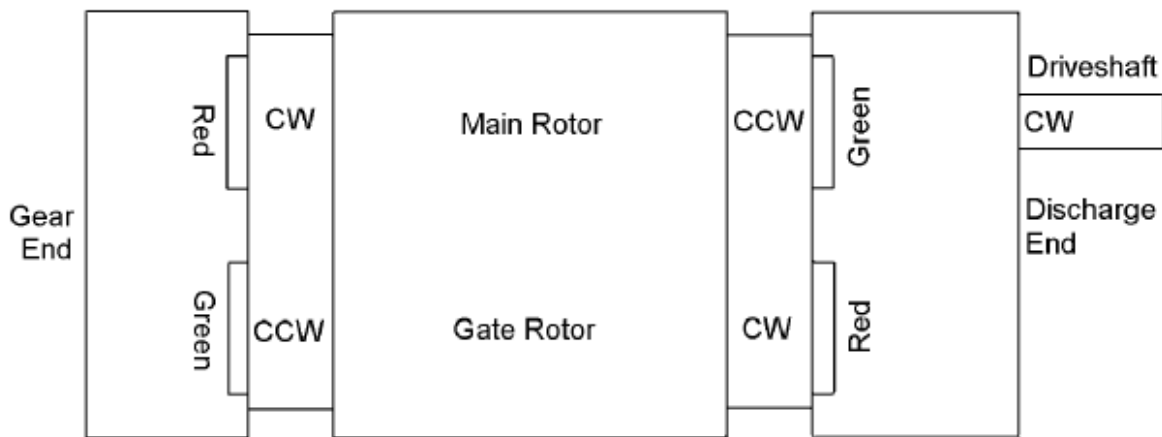 Gear
End
Red
Green
CW
CCW
Main Rotor
Gate Rotor
CCW
CW
Green
Red
Driveshaft
CW
Discharge
End